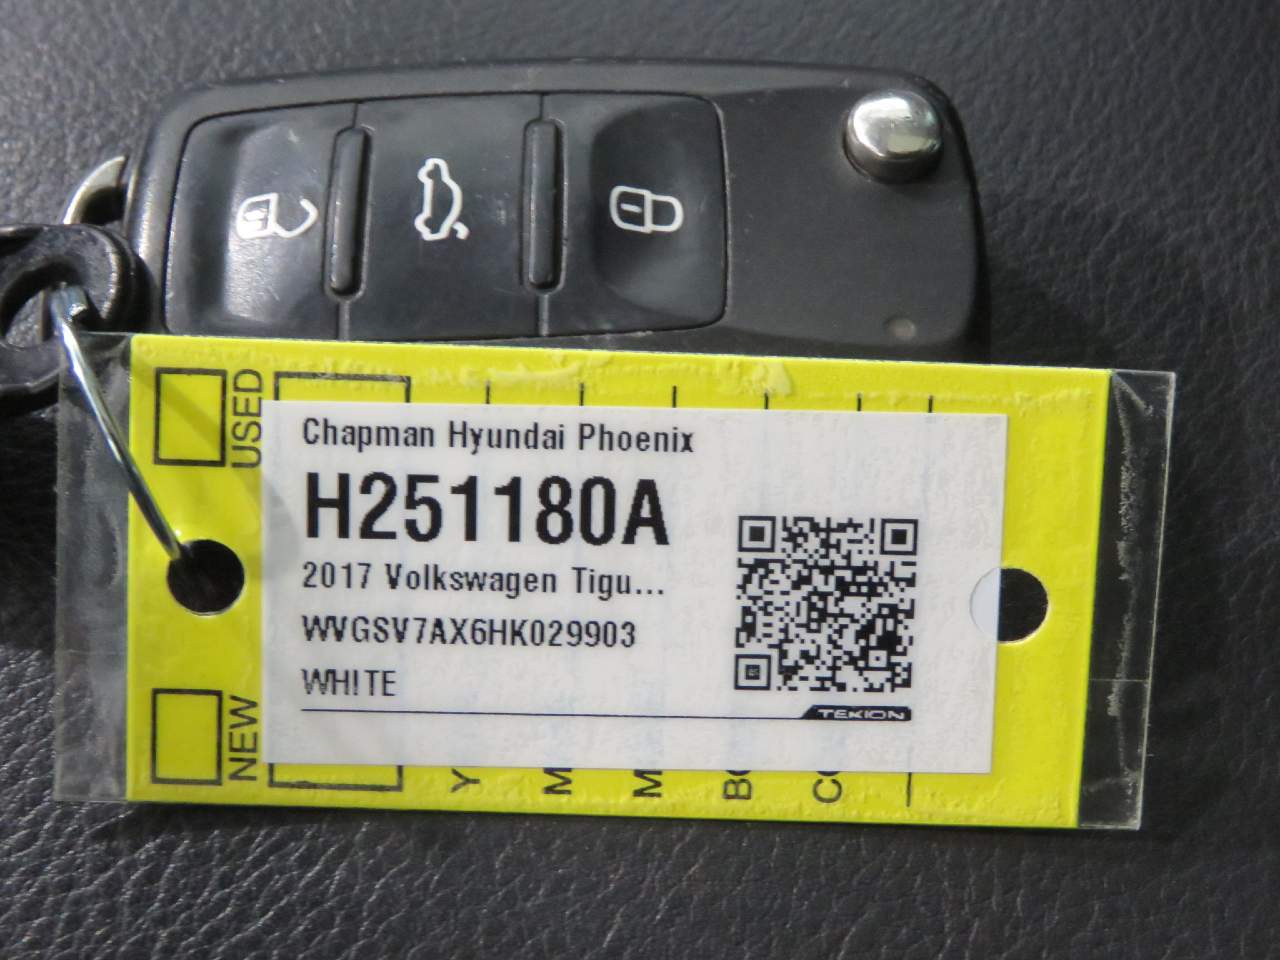 Chapman Hyundai Phoenix
H251180A
2017 Volkswagen Tigu...
WVGSV7AX6HK029903
WHITE
TEKION
USED
NEW
Y
M
M